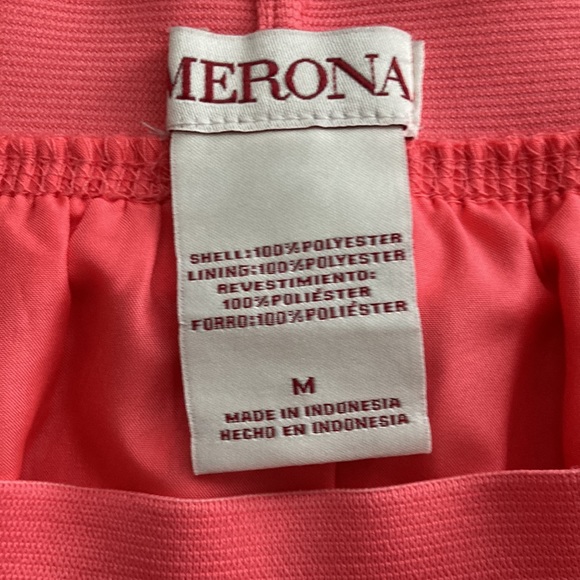 MERONA
SHELL:100%POLYESTER
LINING:100%POLYESTER
REVESTIMIENTO:
100%POLIÉSTER
FORRO:100%POLIÉSTER
M
MADE IN INDONESIA
HECHO EN INDONESIA